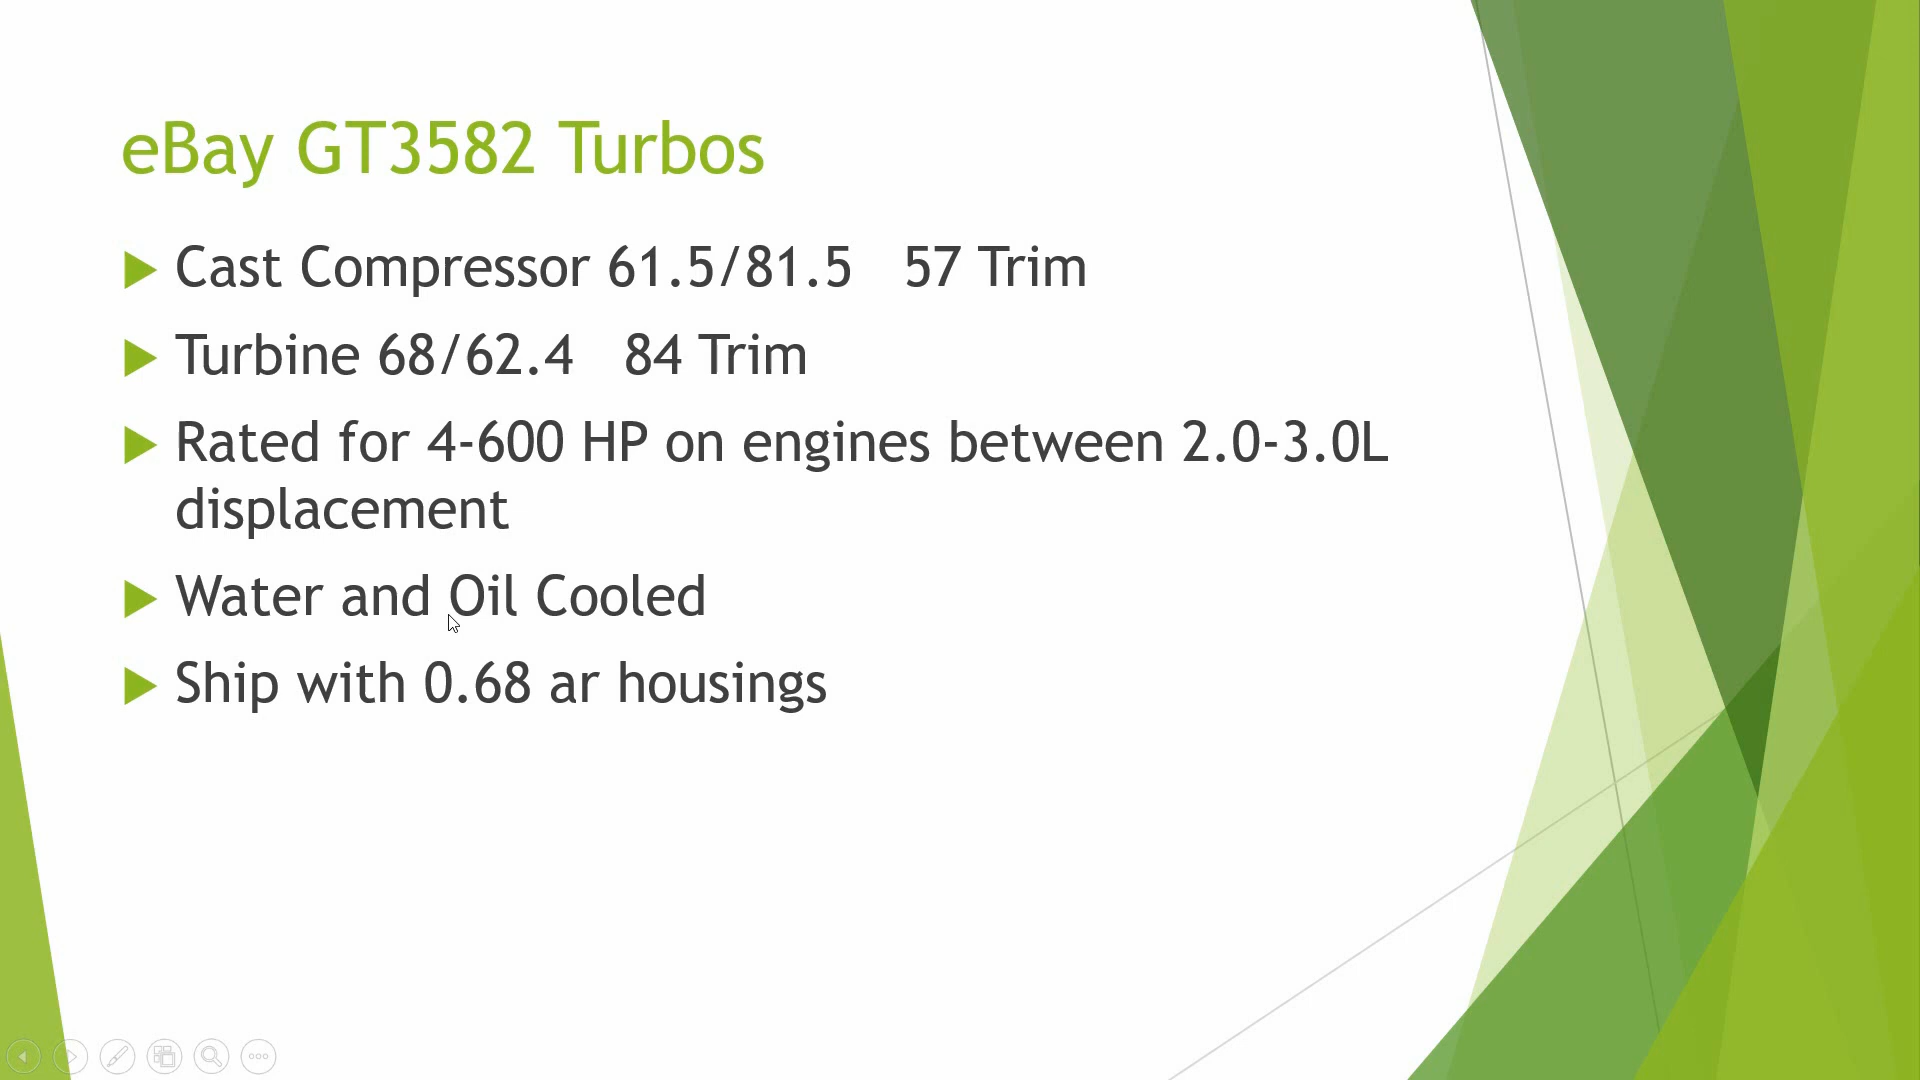 eBay GT3582 Turbos
Cast Compressor 61.5/81.5 57 Trim
Turbine 68/62.4 84 Trim
Rated for 4-600 HP on engines between 2.0-3.0L
displacement
Water and Oil Cooled
Ship with 0.68 ar housings